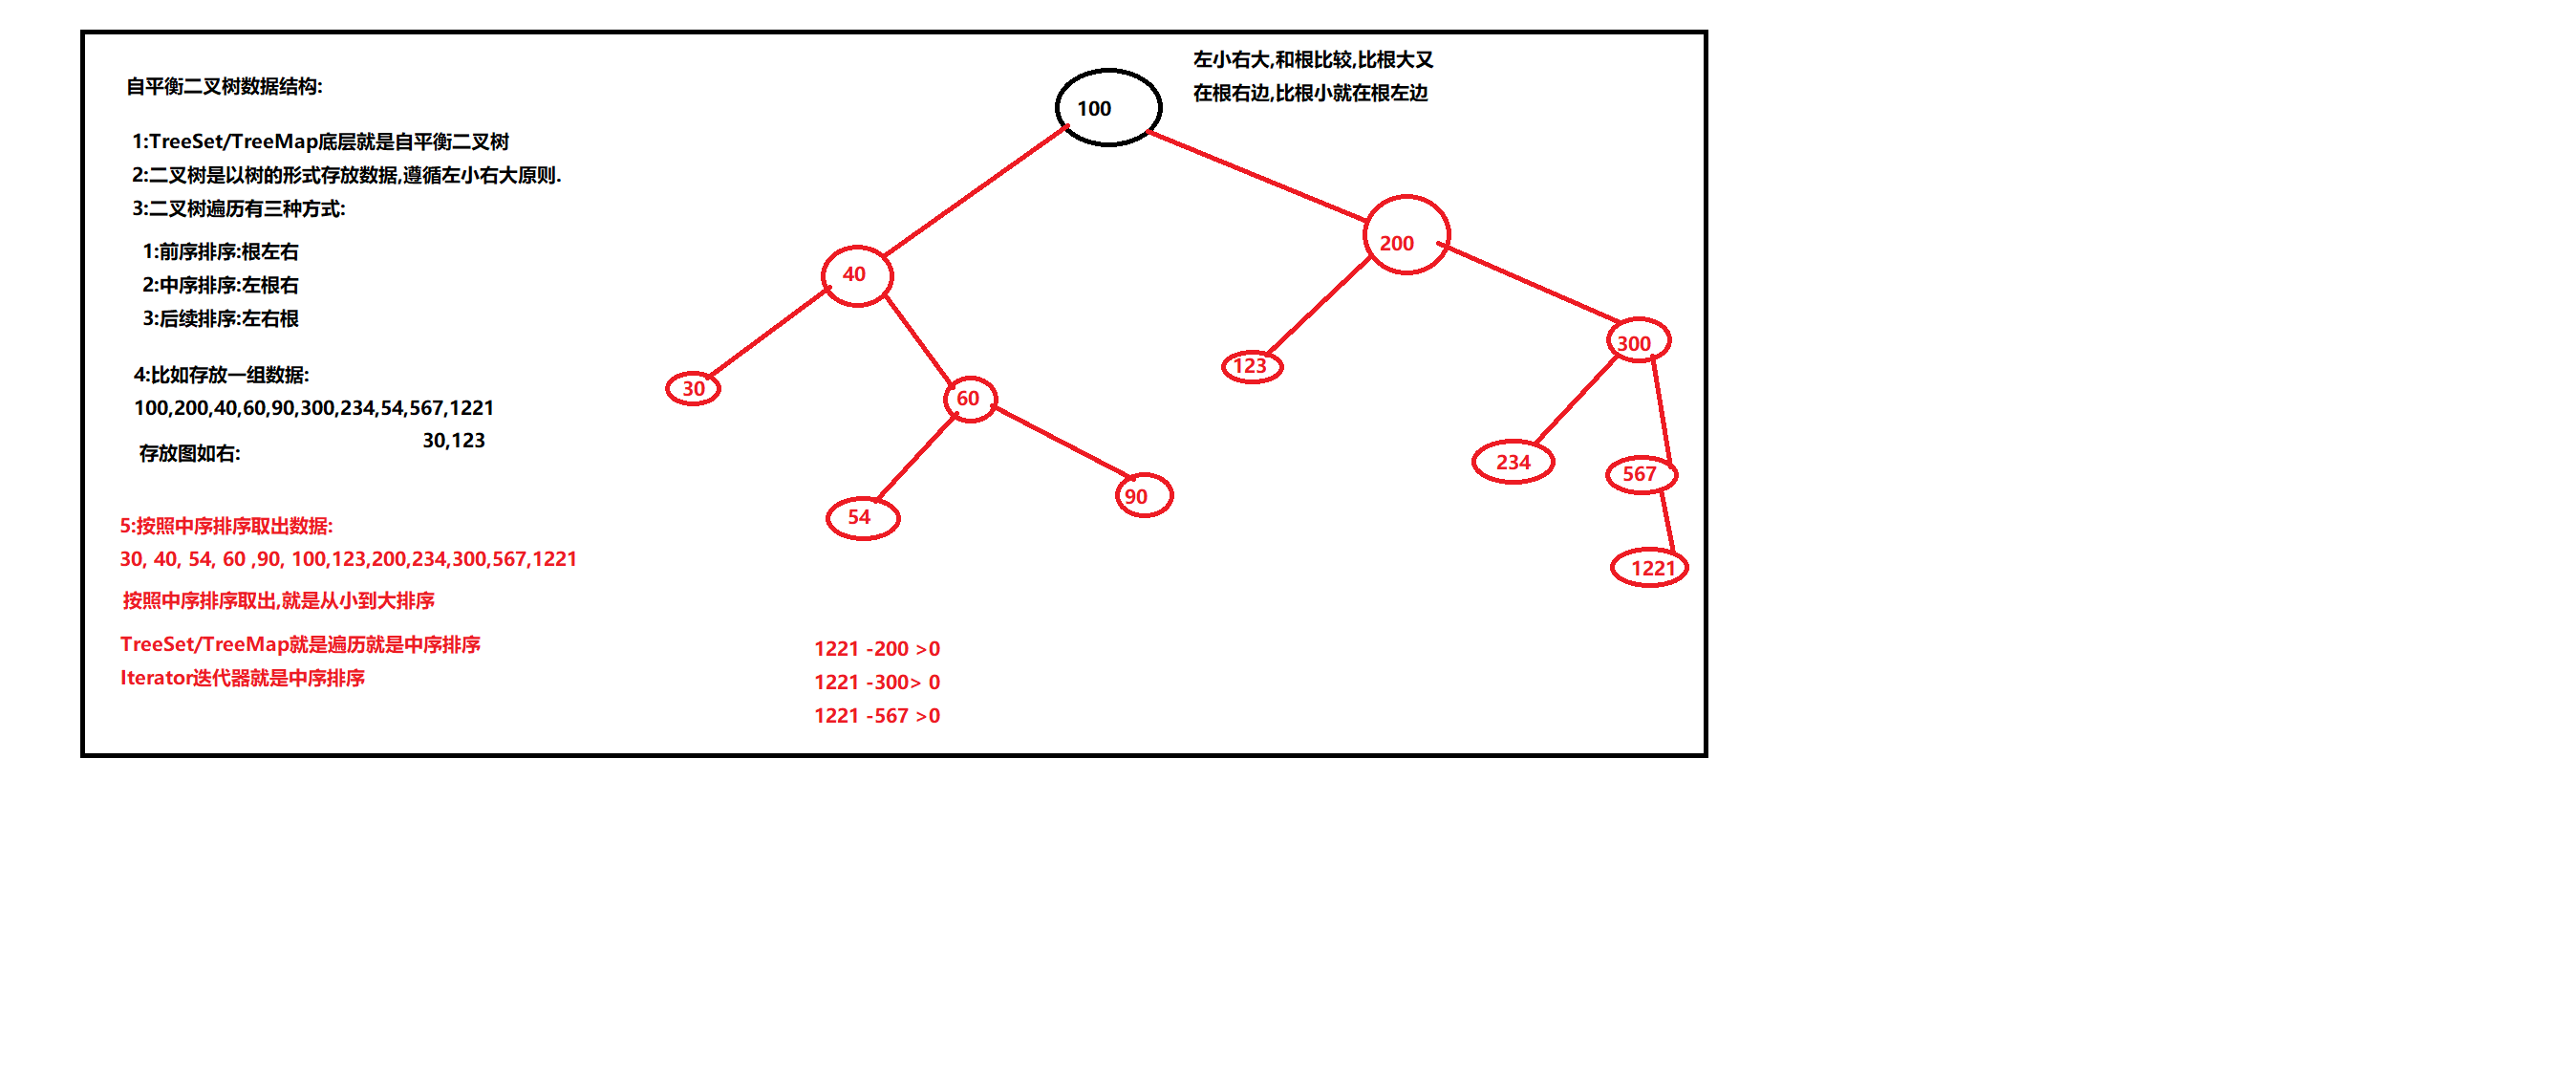 自平衡二叉树数据结构:
1:TreeSet/TreeMap底层就是自平衡二叉树
2:二叉树是以树的形式存放数据,遵循左小右大原则.
3:二叉树遍历有三种方式:
1:前序排序:根左右
2:中序排序:左根右
3:后续排序:左右根
4:比如存放一组数据:
100,200,40,60,90,300,234,54,567,1221
30,123
存放图如右:
5:按照中序排序取出数据:
30, 40, 54, 60 ,90, 100,123,200,234,300,567,1221
按照中序排序取出,就是从小到大排序
TreeSet/TreeMap就是遍历就是中序排序
Iterator迭代器就是中序排序
左小右大,和根比较,比根大又
在根右边,比根小就在根左边
100
200
40
300
123
30
60
234
567
90
54
1221
1221 -200 >0
1221 -300> 0
1221 -567 >0